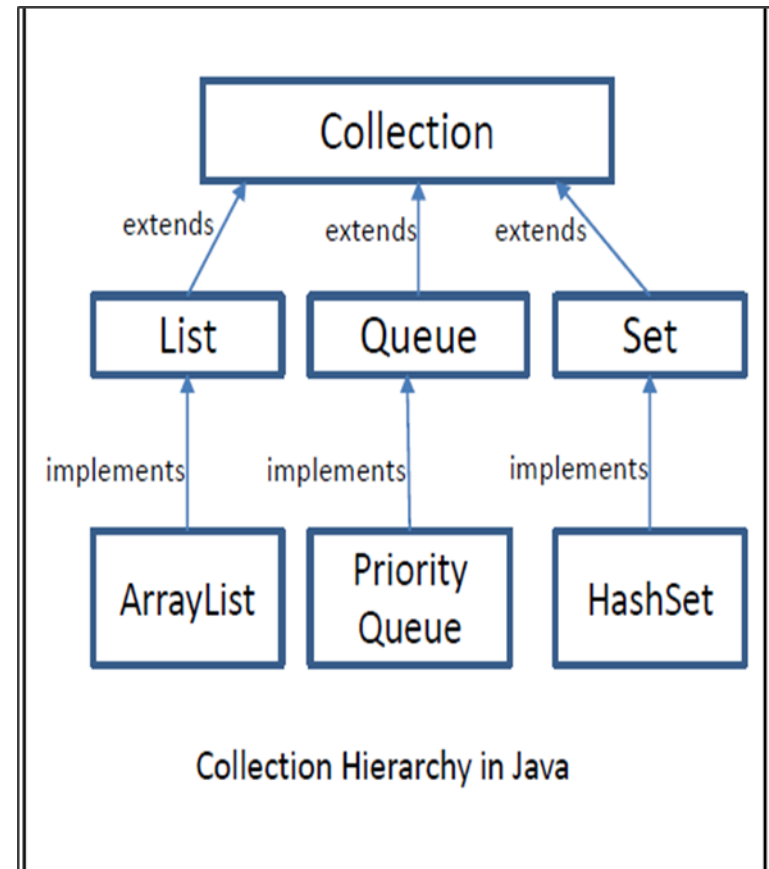 Collection
extends
extends
extends
List
Queue
Set
implements
implements
implements
ArrayList
Priority
Queue
HashSet
Collection Hierarchy in Java